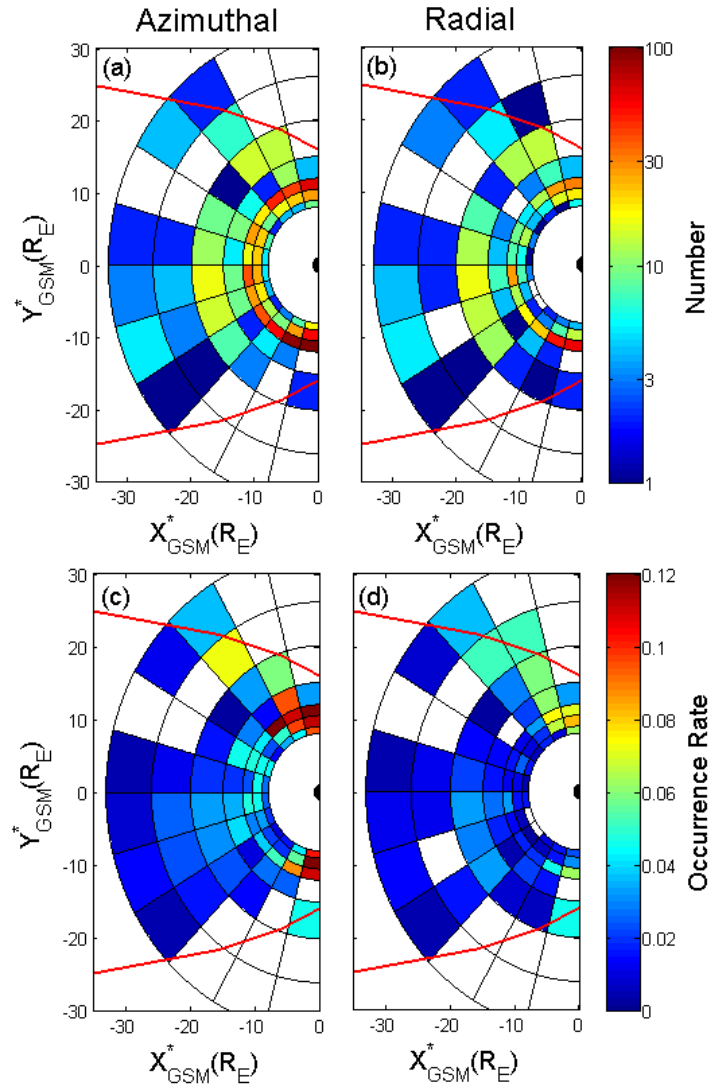 Azimuthal Radial
30 (a) (b) 100
20
10 30
0 10
-10
-20 3
-30 1
Y*GSM(RE) Number
-30 -20 -10 0 -30 -20 -10 0
X*GSM(RE) X*GSM(RE)
30 (c) (d) 0.12
20 0.10
10 0.08
0 0.06
-10 0.04
-20 0.02
-30 0
Y*GSM(RE) Occurrence Rate
-30 -20 -10 0 -30 -20 -10 0
X*GSM(RE) X*GSM(RE)